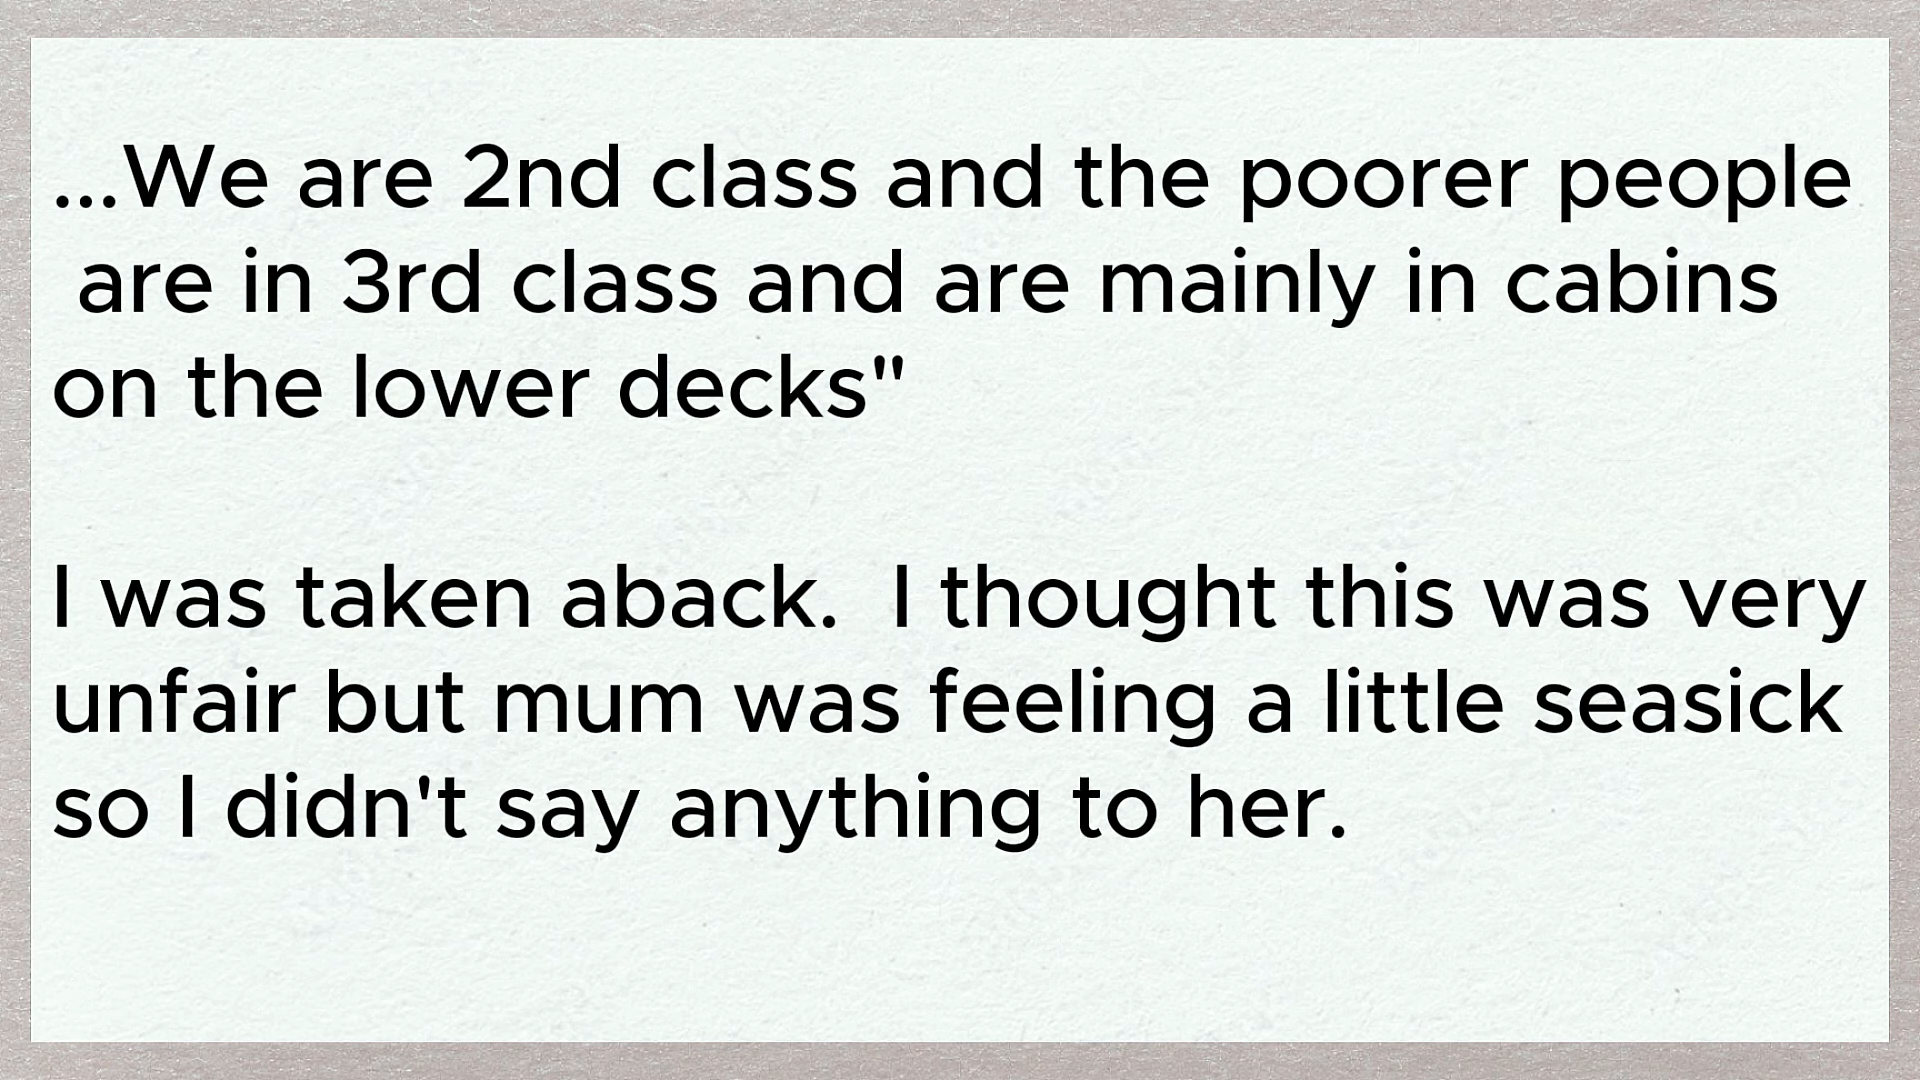 ...We are 2nd class and the poorer people
are in 3rd class and are mainly in cabins
on the lower decks"
I was taken aback.  I thought this was very
unfair but mum was feeling a little seasick
so I didn't say anything to her.